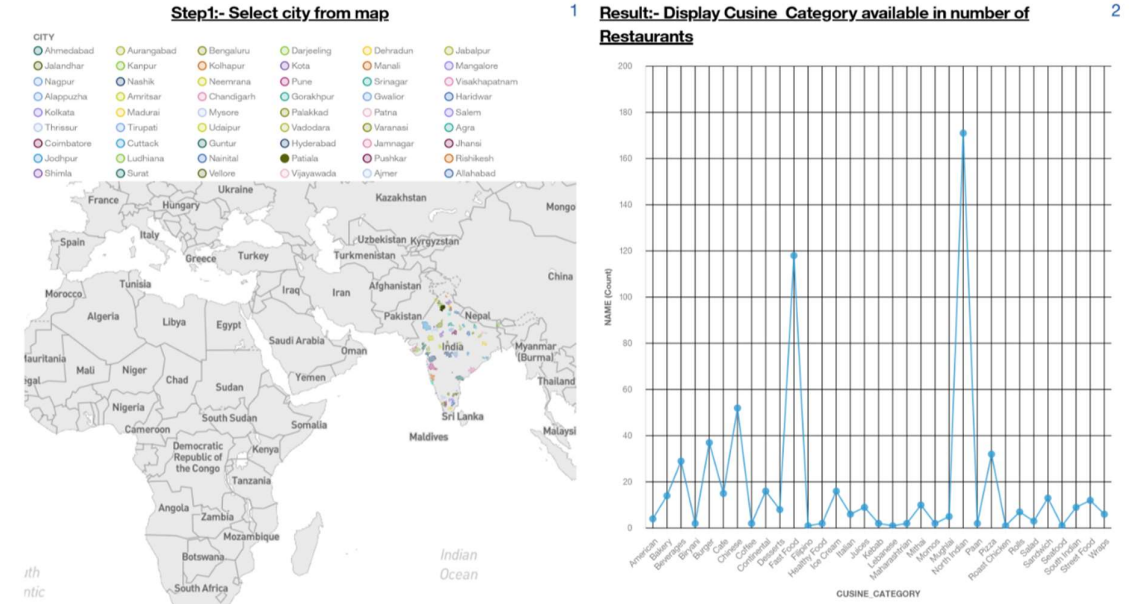 Step1:- Select city from map
1
CITY
Ahmedabad Aurangabad Bengaluru Darjeeling Dehradun Jabalpur
Jalandhar Kanpur Kolhapur Kota Manali Mangalore
Nagpur Nashik Neemrana Pune Srinagar Visakhapatnam
Alappuzha Amritsar Chandigarh Gorakhpur Gwalior Haridwar
Kolkata Madurai Mysore Palakkad Patna Salem
Thrissur Tirupati Udaipur Vadodara Varanasi Agra
Coimbatore Cuttack Guntur Hyderabad Jamnagar Jhansi
Jodhpur Ludhiana Nainital Patiala Pushkar Rishikesh
Shimla Surat Vellore Vijayawada Ajmer Allahabad
Ukraine
France
Hungary
Kazakhstan
Mongo
Italy
Spain
Uzbekistan Kyrgyzstan
Greece
Turkey
Turkmenistan
China
Tunisia
Afghanistan
Iraq
Iran
Morocco
Algeria
Libya
Egypt
Pakistan
Nepal
Saudi Arabia
India
Oman
Myanmar
(Burma)
Mauritania
Mali
Niger
Chad
Sudan
Yemen
Thailand
gal
Nigeria
South Sudan
Somalia
Sri Lanka
Cameroon
Maldives
Malaysi
Democratic
Republic of
the Congo
Kenya
Tanzania
Angola
Zambia
Mozambique
Botswana
Indian
Ocean
uth
ntic
South Africa
Result:- Display Cusine Category available in number of
Restaurants
2
200
180
160
140
120
100
80
60
40
20
0
NAME (Count)
American
Bakery
Beverages
Biryani
Burger
Cafe
Chinese
Coffee
Continental
Desserts
Fast Food
Filipino
Healthy Food
Ice Cream
Italian
Juices
Kebab
Lebanese
Maharashtrian
Mithai
Momos
Mughlai
North Indian
Paan
Pizza
Roast Chicken
Rolls
Salad
Sandwich
Seafood
South Indian
Street Food
Wraps
CUSINE_CATEGORY